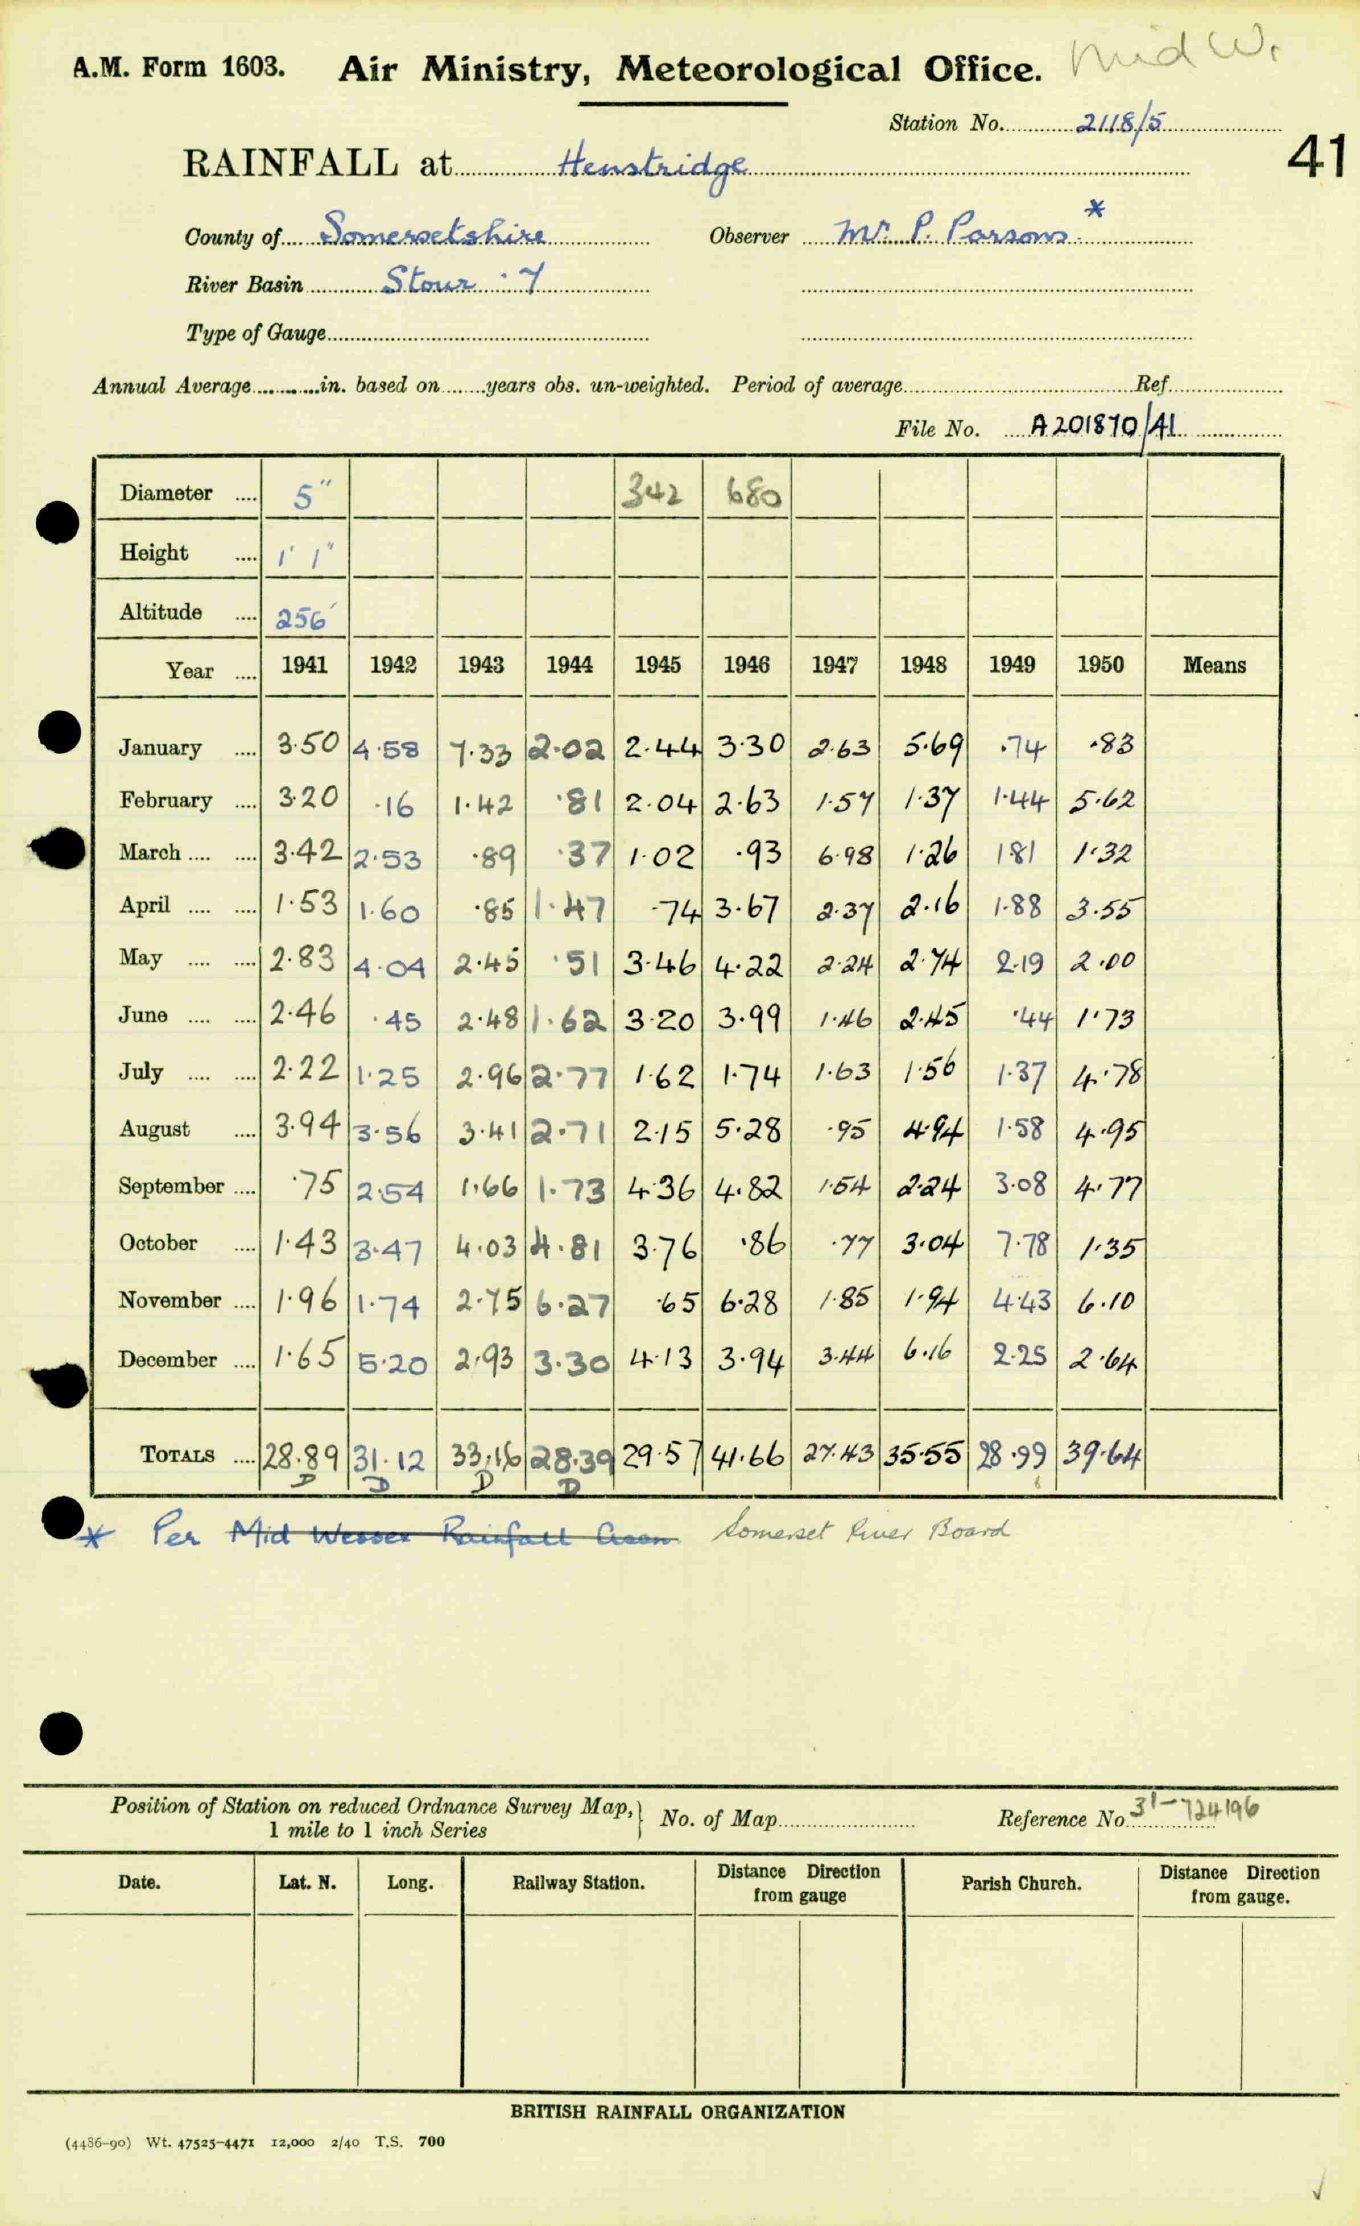 A.M. Form 1603. Air Ministry, Meteorological Office. Mid W.
Station No. 2118/5
41
RAINFALL at Henstridge
County of Somersetshire Observer Mr. P. Parsons *
River Basin Stour · 7
Type of Gauge
Annual Average in. based on years obs. un-weighted. Period of average Ref.
File No. A201870/41
Diameter 5" 342 680
Height 1' 1"
Altitude 256'
Year 1941 1942 1943 1944 1945 1946 1947 1948 1949 1950 Means
January 3.50 4.58 7.33 2.02 2.44 3.30 2.63 5.69 .74 .83
February 3.20 .16 1.42 .81 2.04 2.63 1.57 1.37 1.44 5.62
March 3.42 2.53 .89 .37 1.02 .93 6.98 1.26 1 81 1.32
April 1.53 1.60 .85 1.47 .74 3.67 2.37 2.16 1.88 3.55
May 2.83 4.04 2.45 .51 3.46 4.22 2.24 2.74 2.19 2.00
June 2.46 .45 2.48 1.62 3.20 3.99 1.46 2.45 .44 1.73
July 2.22 1.25 2.96 2.77 1.62 1.74 1.63 1.56 1.37 4.78
August 3.94 3.56 3.41 2.71 2.15 5.28 .95 4.94 1.58 4.95
September .75 2.54 1.66 1.73 4.36 4.82 1.54 2.24 3.08 4.77
October 1.43 3.47 4.03 4.81 3.76 .86 .77 3.04 7.78 1.35
November 1.96 1.74 2.75 6.27 .65 6.28 1.85 1.94 4.43 6.10
December 1.65 5.20 2.93 3.30 4.13 3.94 3.44 6.16 2.25 2.64
TOTALS 28.89 31.12 33.16 28.39 29.57 41.66 27.43 35.55 28.99 39.64
D D D D
* Per Mid Wessex Rainfall Assn. Somerset River Board
Position of Station on reduced Ordnance Survey Map, } No. of Map Reference No 31-724196
1 mile to 1 inch Series
Date. Lat. N. Long. Railway Station. Distance Direction from gauge Parish Church. Distance Direction from gauge.
BRITISH RAINFALL ORGANIZATION
(4486-90) Wt. 47525-4471 12,000 2/40 T.S. 700